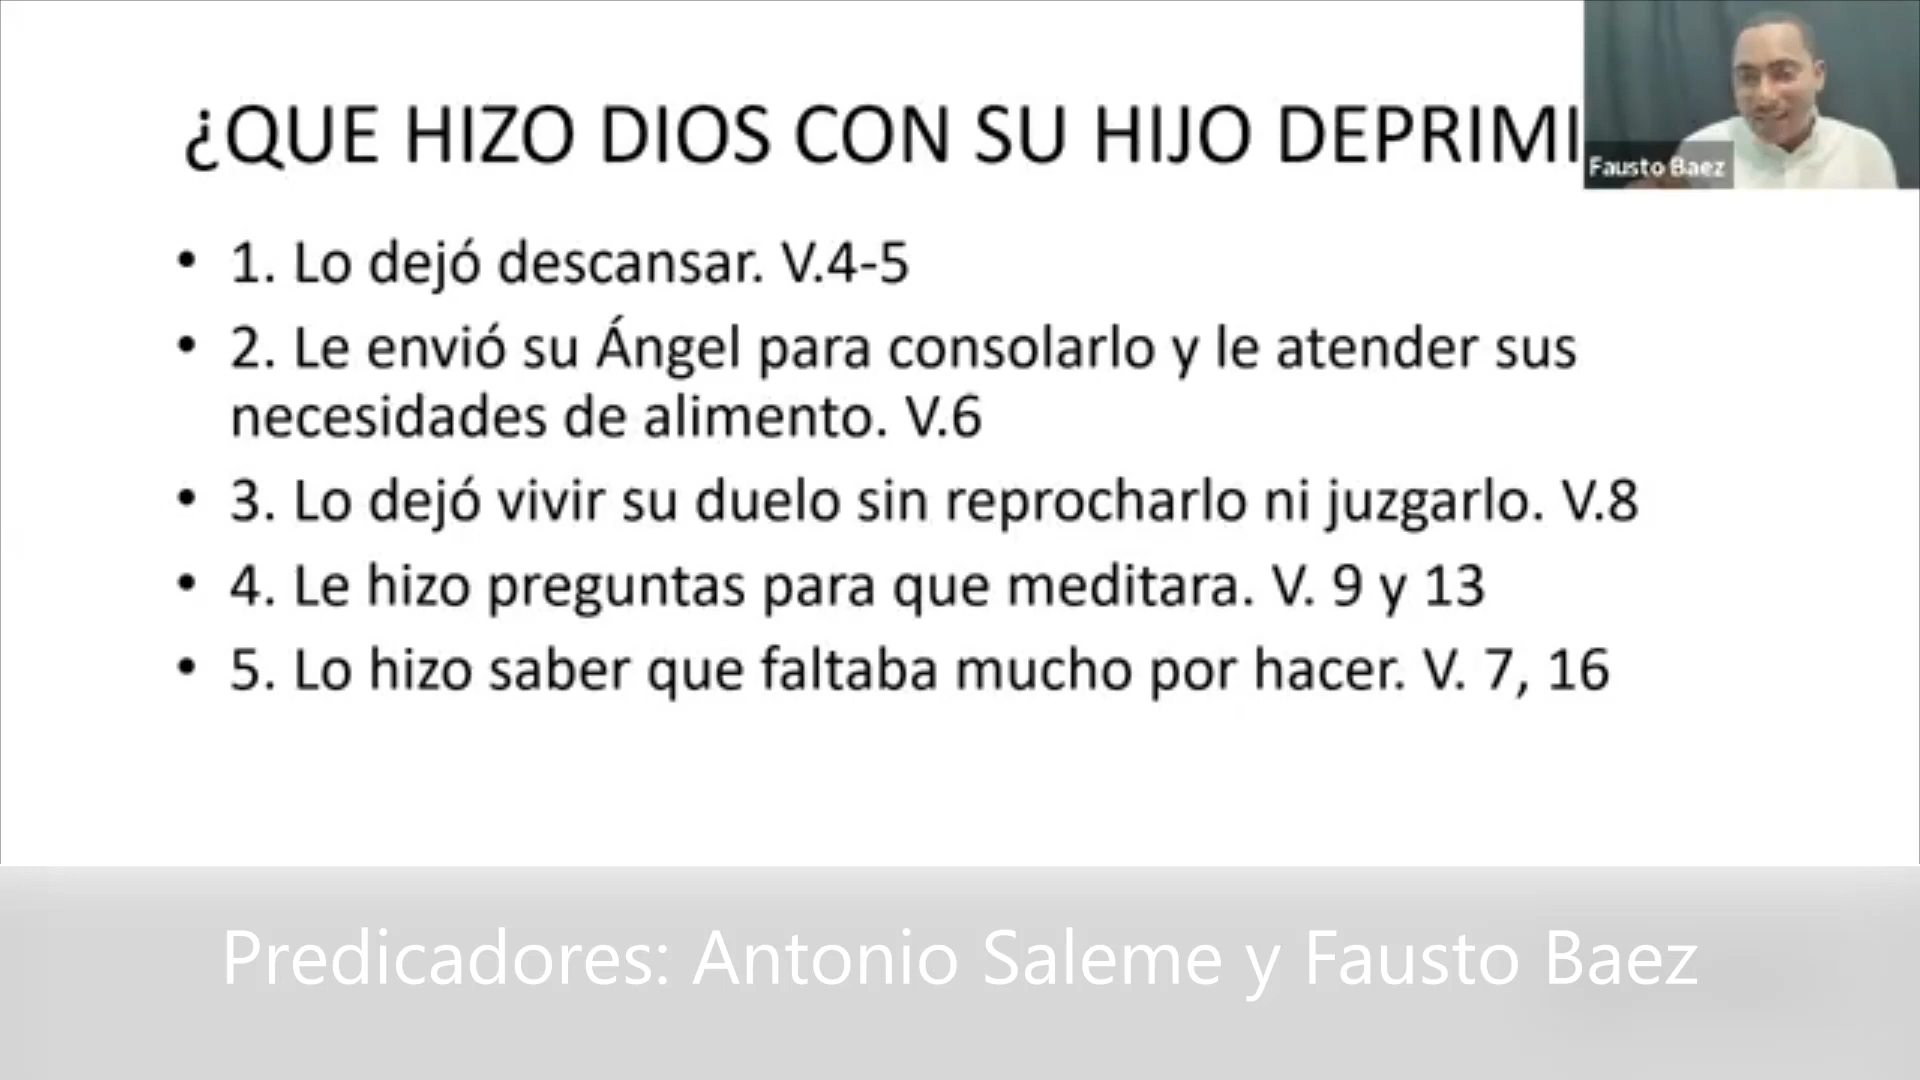 ¿QUE HIZO DIOS CON SU HIJO DEPRIMI
Fausto Baez
• 1. Lo dejó descansar. V.4-5
• 2. Le envió su Ángel para consolarlo y le atender sus
necesidades de alimento. V.6
• 3. Lo dejó vivir su duelo sin reprocharlo ni juzgarlo. V.8
• 4. Le hizo preguntas para que meditara. V. 9 y 13
• 5. Lo hizo saber que faltaba mucho por hacer. V. 7, 16
Predicadores: Antonio Saleme y Fausto Baez